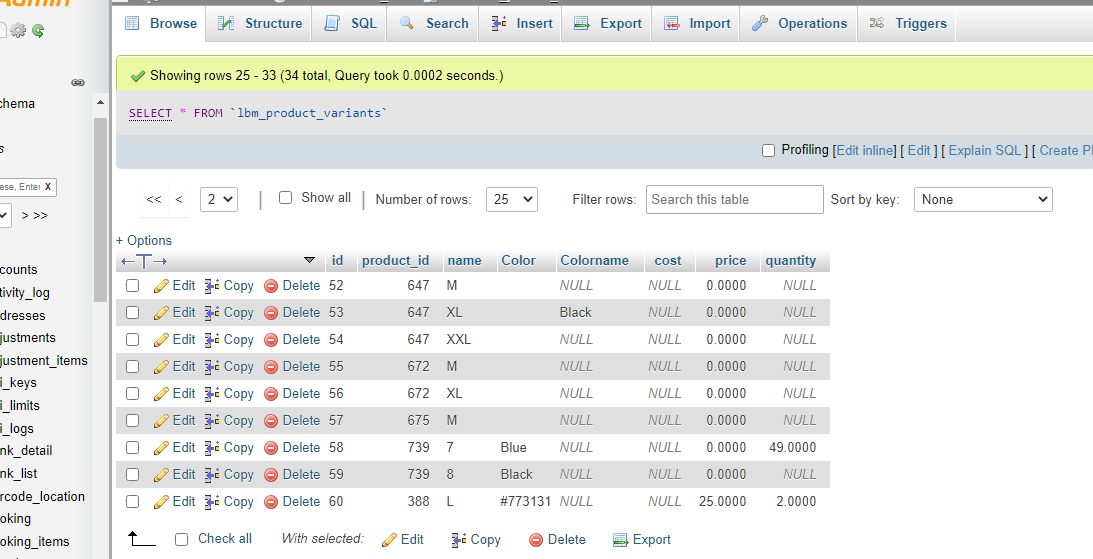 Admin
Browse Structure SQL Search Insert Export Import Operations Triggers
Showing rows 25 - 33 (34 total, Query took 0.0002 seconds.)
SELECT * FROM `lbm_product_variants`
Profiling [Edit inline] [ Edit ] [ Explain SQL ] [ Create P
<< < 2 | Show all | Number of rows: 25 Filter rows: Search this table Sort by key: None
+ Options
id product_id name Color Colorname cost price quantity
Edit Copy Delete 52 647 M NULL NULL 0.0000 NULL
Edit Copy Delete 53 647 XL Black NULL 0.0000 NULL
Edit Copy Delete 54 647 XXL NULL NULL 0.0000 NULL
Edit Copy Delete 55 672 M NULL NULL 0.0000 NULL
Edit Copy Delete 56 672 XL NULL NULL 0.0000 NULL
Edit Copy Delete 57 675 M NULL NULL 0.0000 NULL
Edit Copy Delete 58 739 7 Blue NULL NULL 0.0000 49.0000
Edit Copy Delete 59 739 8 Black NULL NULL 0.0000 NULL
Edit Copy Delete 60 388 L #773131 NULL NULL 25.0000 2.0000
Check all With selected: Edit Copy Delete Export
chema
s
ese, Enter X
> >>
counts
tivity_log
dresses
justments
justment_items
i_keys
i_limits
i_logs
nk_detail
nk_list
rcode_location
oking
oking_items